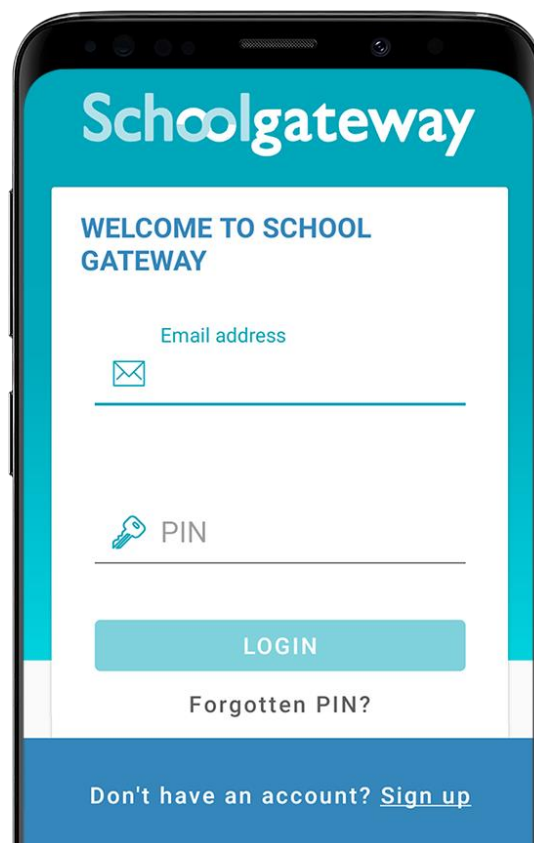 Schoolgateway
WELCOME TO SCHOOL
GATEWAY
Email address
PIN
LOGIN
Forgotten PIN?
Don't have an account? Sign up